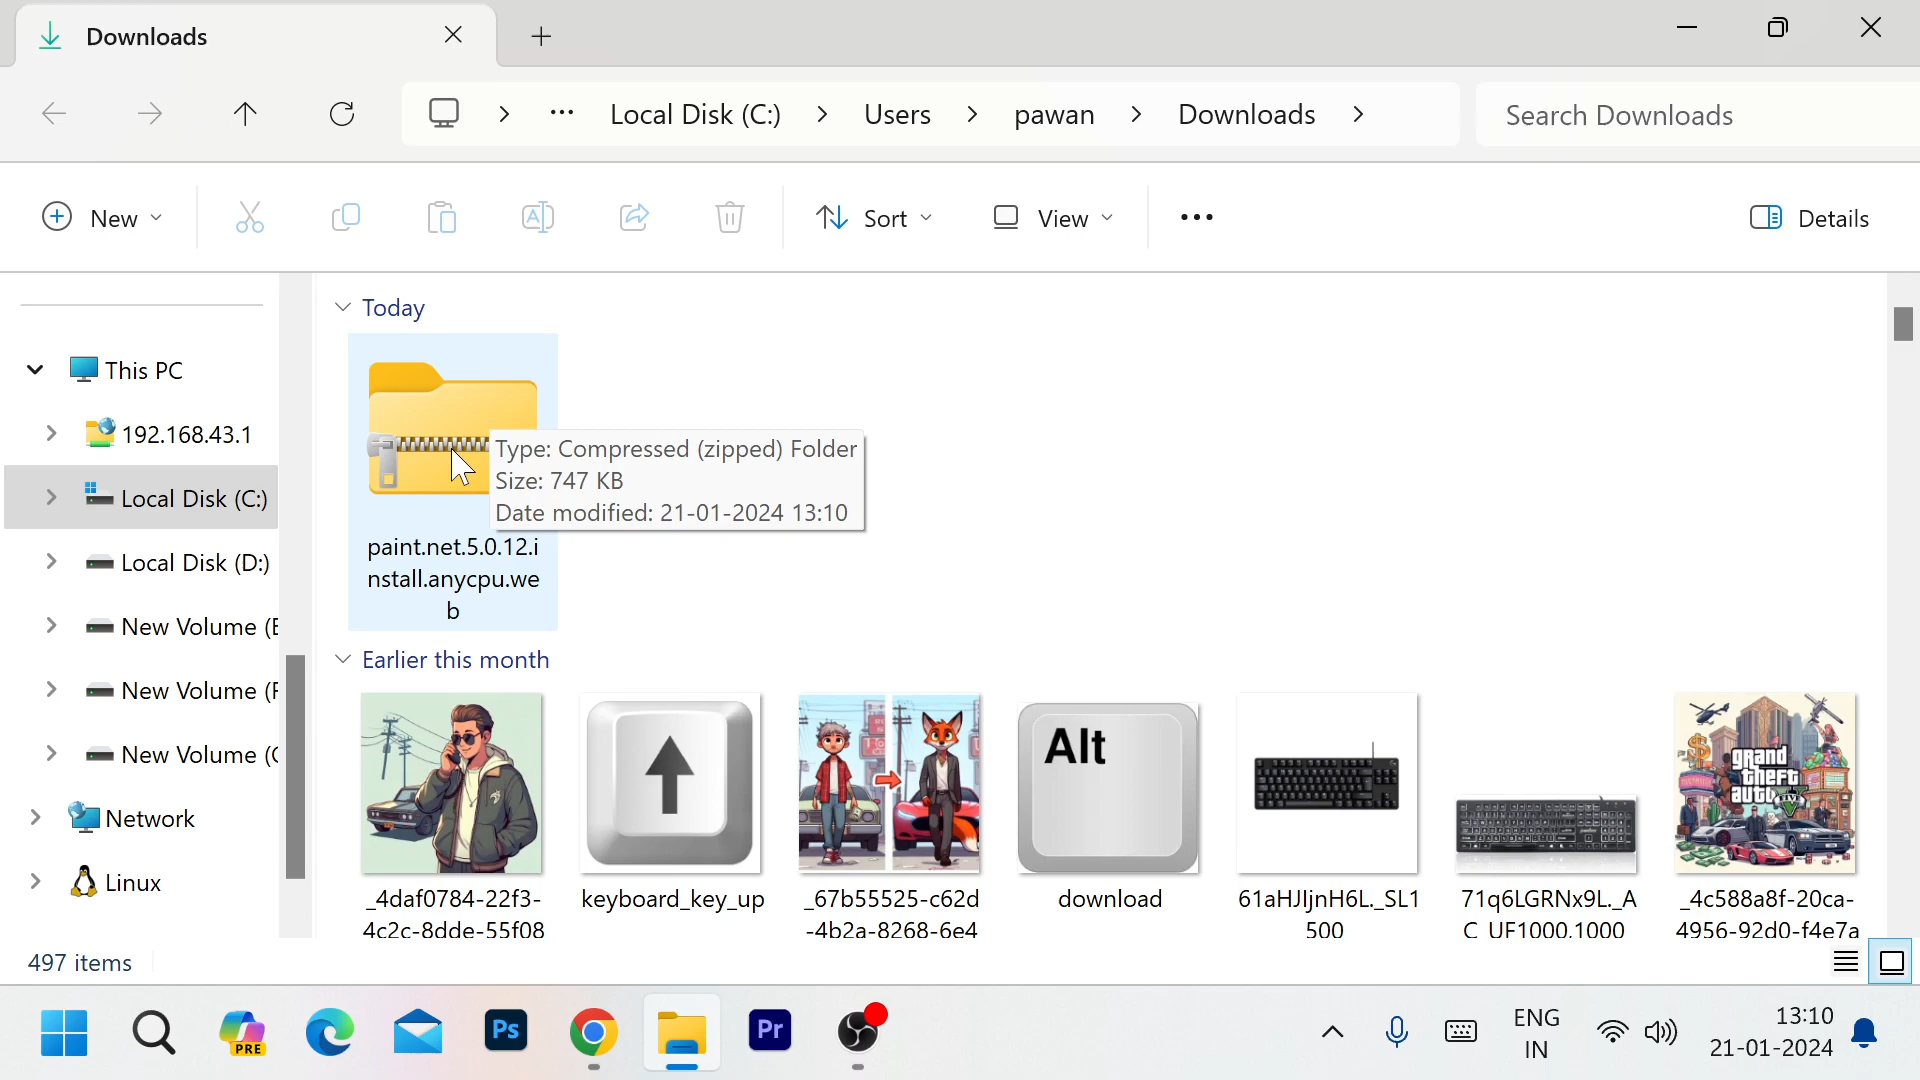 Downloads
Local Disk (C:)
Users
pawan
Downloads
Search Downloads
New
Sort
View
Details
Today
This PC
192.168.43.1
Local Disk (C:)
Local Disk (D:)
New Volume (E
New Volume (F
New Volume (
Network
Linux
Type: Compressed (zipped) Folder
Size: 747 KB
Date modified: 21-01-2024 13:10
paint.net.5.0.12.i
nstall.anycpu.we
b
Earlier this month
Alt
grand
theft
auto
V
_4daf0784-22f3-
4c2c-8dde-55f08
keyboard_key_up
_67b55525-c62d
-4b2a-8268-6e4
download
61aHJIjnH6L._SL1
500
71q6LGRNx9L._A
C_UF1000,1000
_4c588a8f-20ca-
4956-92d0-f4e7a
497 items
PRE
Ps
Pr
ENG
IN
13:10
21-01-2024